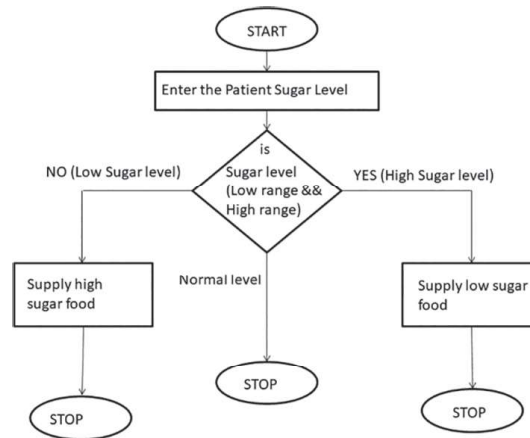 START
Enter the Patient Sugar Level
is
Sugar level
(Low range &&
High range)
NO (Low Sugar level)
YES (High Sugar level)
Supply high
sugar food
Normal level
Supply low sugar
food
STOP
STOP
STOP